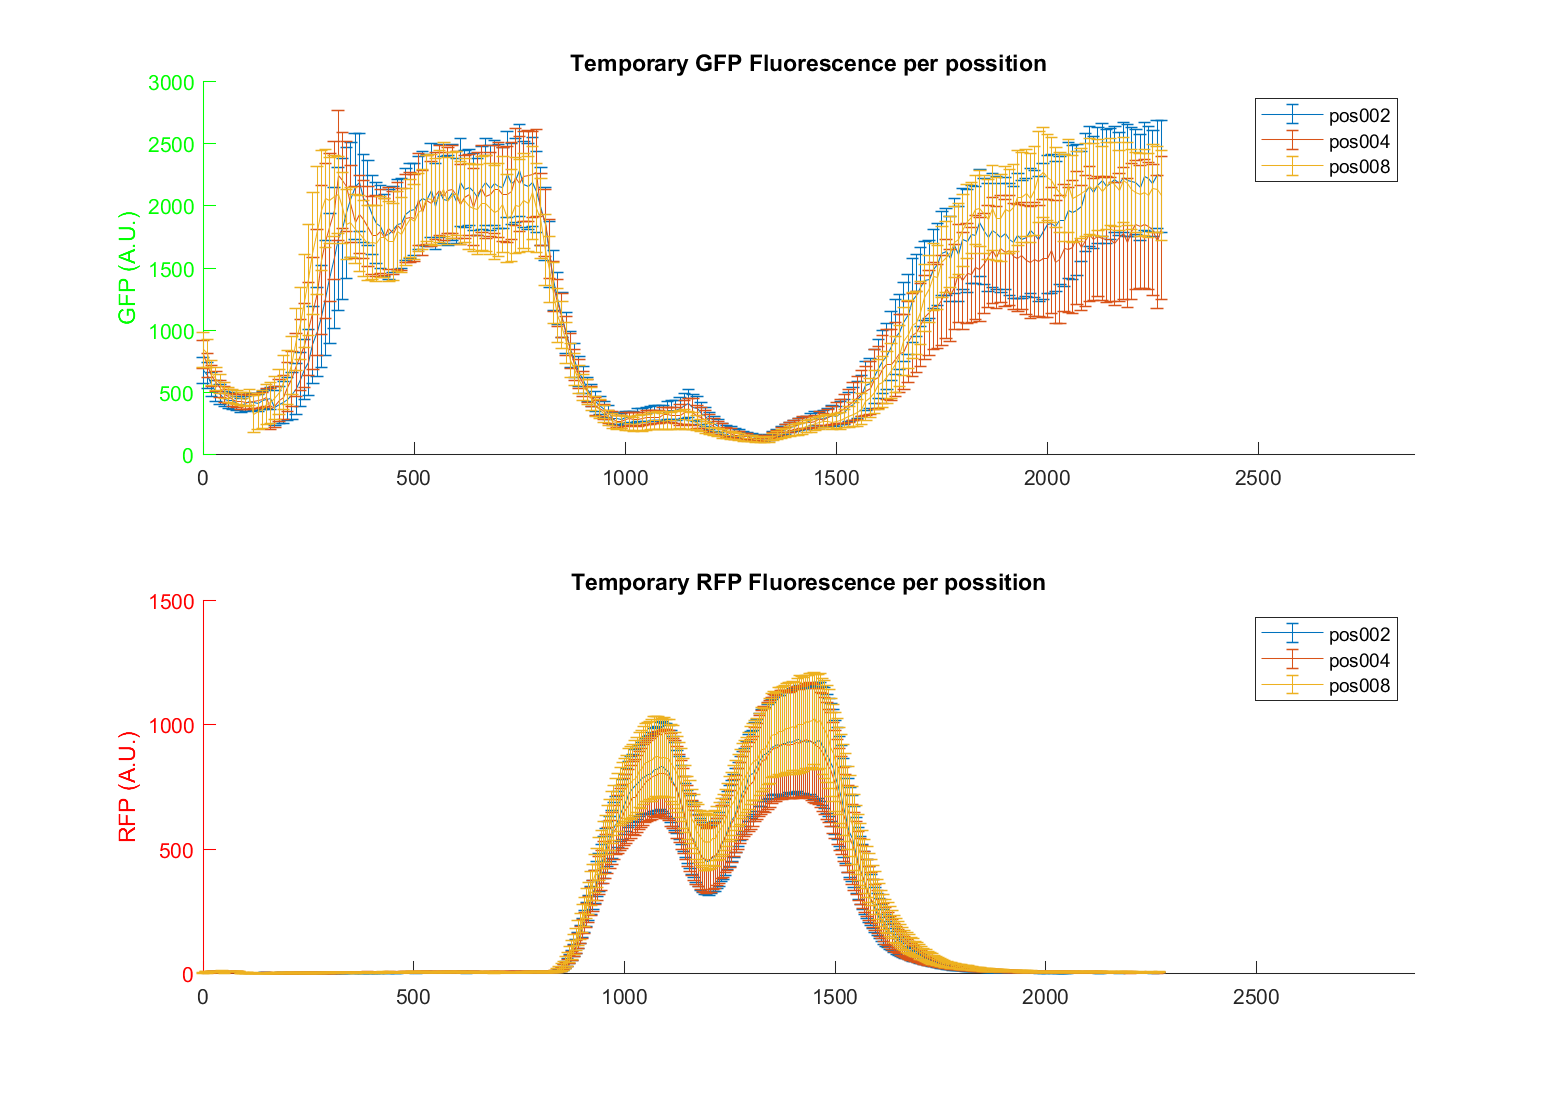 Temporary GFP Fluorescence per possition
GFP (A.U.)
3000
2500
2000
1500
1000
500
0
0 500 1000 1500 2000 2500
pos002
pos004
pos008
Temporary RFP Fluorescence per possition
RFP (A.U.)
1500
1000
500
0
0 500 1000 1500 2000 2500
pos002
pos004
pos008